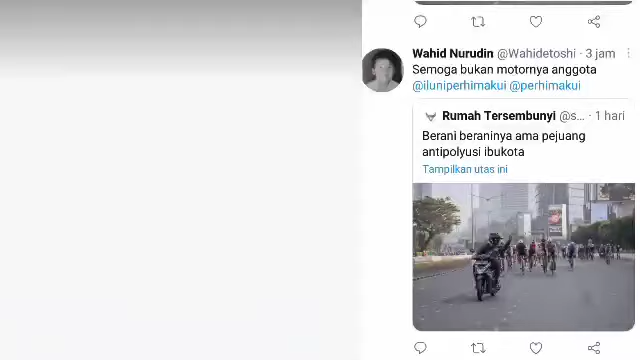 Wahid Nurudin @Wahidetoshi · 3 jam
Semoga bukan motornya anggota
@iluniperhimakui @perhimakui
Rumah Tersembunyi @s... · 1 hari
Berani beraninya ama pejuang
antipolyusi ibukota
Tampilkan utas ini